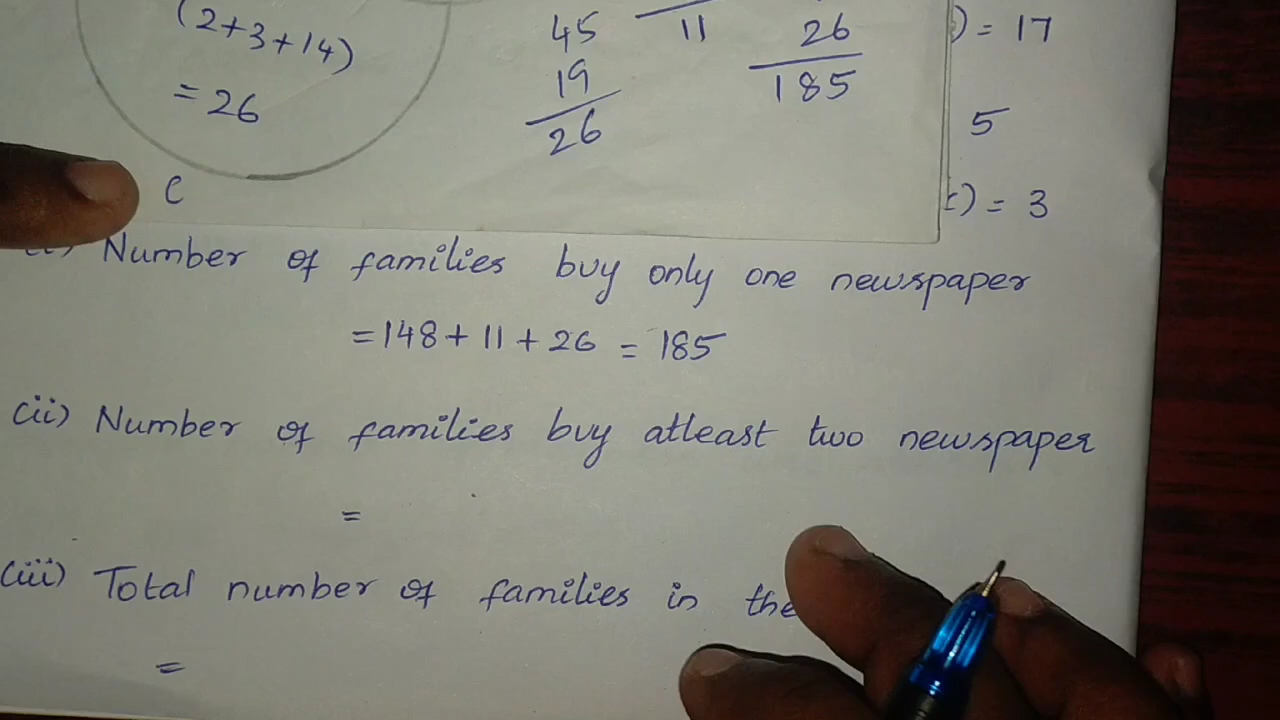 (2+3+14)
= 26
C
45
19
26
11
26
185
) = 17
5
) = 3
Number of families buy only one newspaper
= 148 + 11 + 26 = 185
(ii) Number of families buy atleast two newspaper
=
(iii) Total number of families in the
=